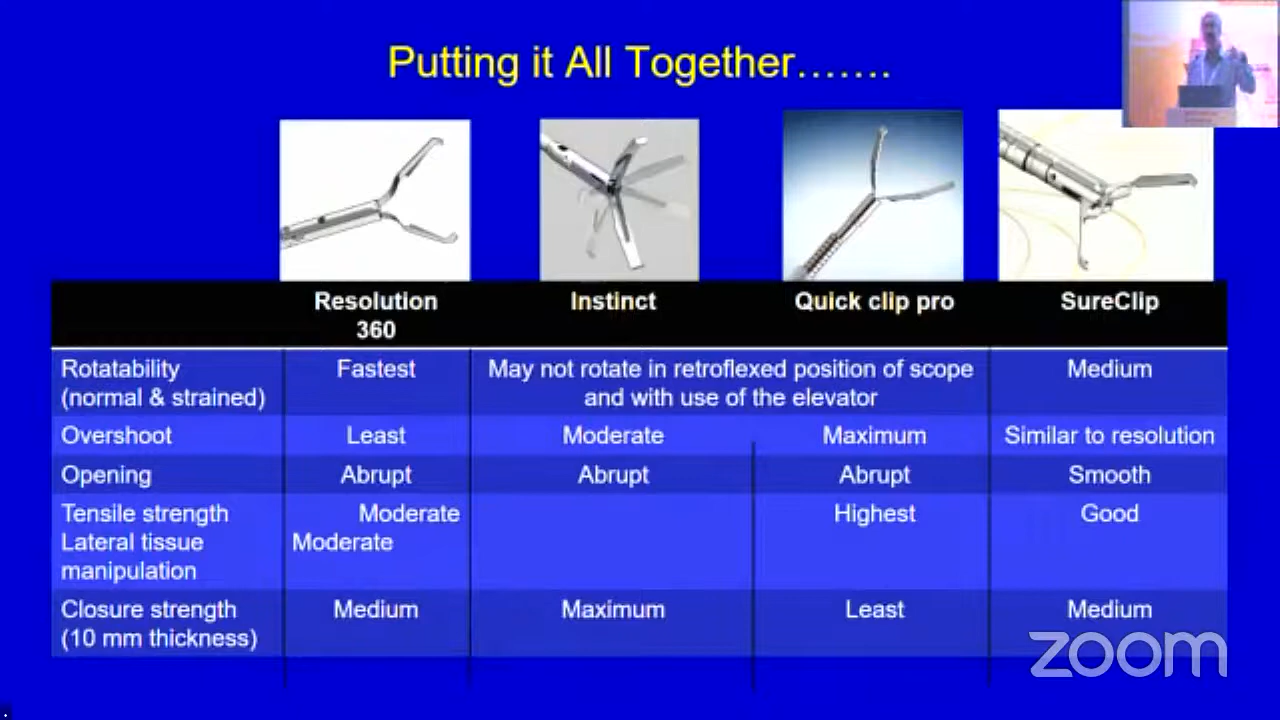 Putting it All Together.......
Resolution 360
Instinct
Quick clip pro
SureClip
Rotatability
(normal & strained)
Fastest
May not rotate in retroflexed position of scope
and with use of the elevator
Medium
Overshoot
Least
Moderate
Maximum
Similar to resolution
Opening
Abrupt
Abrupt
Abrupt
Smooth
Tensile strength
Lateral tissue
manipulation
Moderate
Moderate
Highest
Good
Closure strength
(10 mm thickness)
Medium
Maximum
Least
Medium
zoom